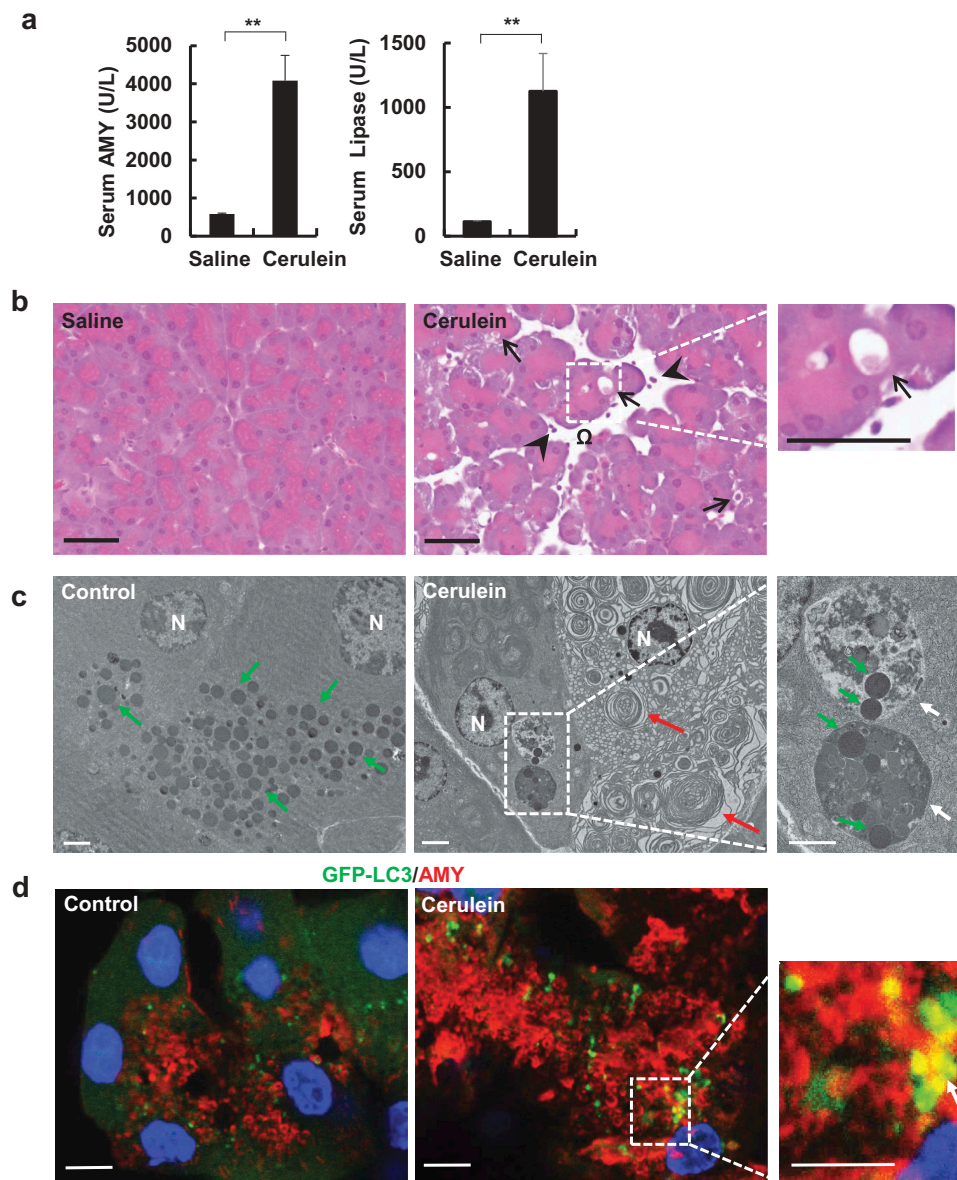 a
**
**
Serum AMY (U/L)
5000
4000
3000
2000
1000
0
Saline Cerulein
Serum Lipase (U/L)
1500
1000
500
0
Saline Cerulein
b
Saline
Cerulein
Ω
c
Control
N
N
Cerulein
N
N
d
GFP-LC3/AMY
Control
Cerulein